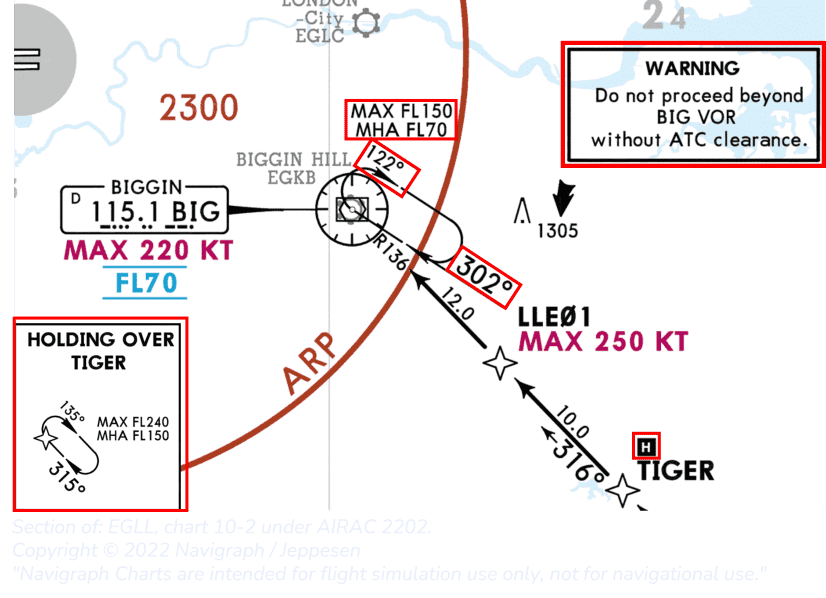 LONDON
-City
EGLC
24
2300
MAX FL150
MHA FL70
WARNING
Do not proceed beyond
BIG VOR
without ATC clearance.
BIGGIN HILL
EGKB
122°
BIGGIN
D 115.1 BIG
MAX 220 KT
FL70
R136
302°
1305
12.0
LLEØ1
MAX 250 KT
ARP
HOLDING OVER
TIGER
135°
MAX FL240
MHA FL150
315°
10.0
316°
H
TIGER
Section of: EGLL, chart 10-2 under AIRAC 2202.
Copyright © 2022 Navigraph / Jeppesen
"Navigraph Charts are intended for flight simulation use only, not for navigational use."